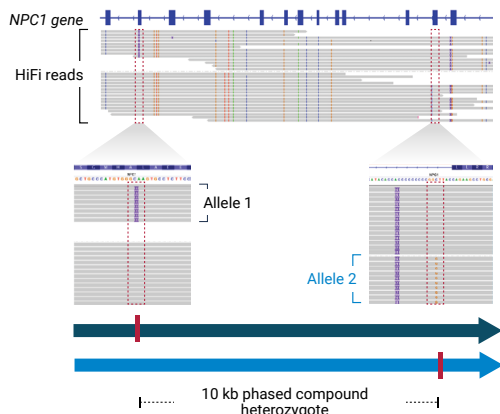 NPC1 gene
HiFi reads
Allele 1
Allele 2
10 kb phased compound
heterozygote